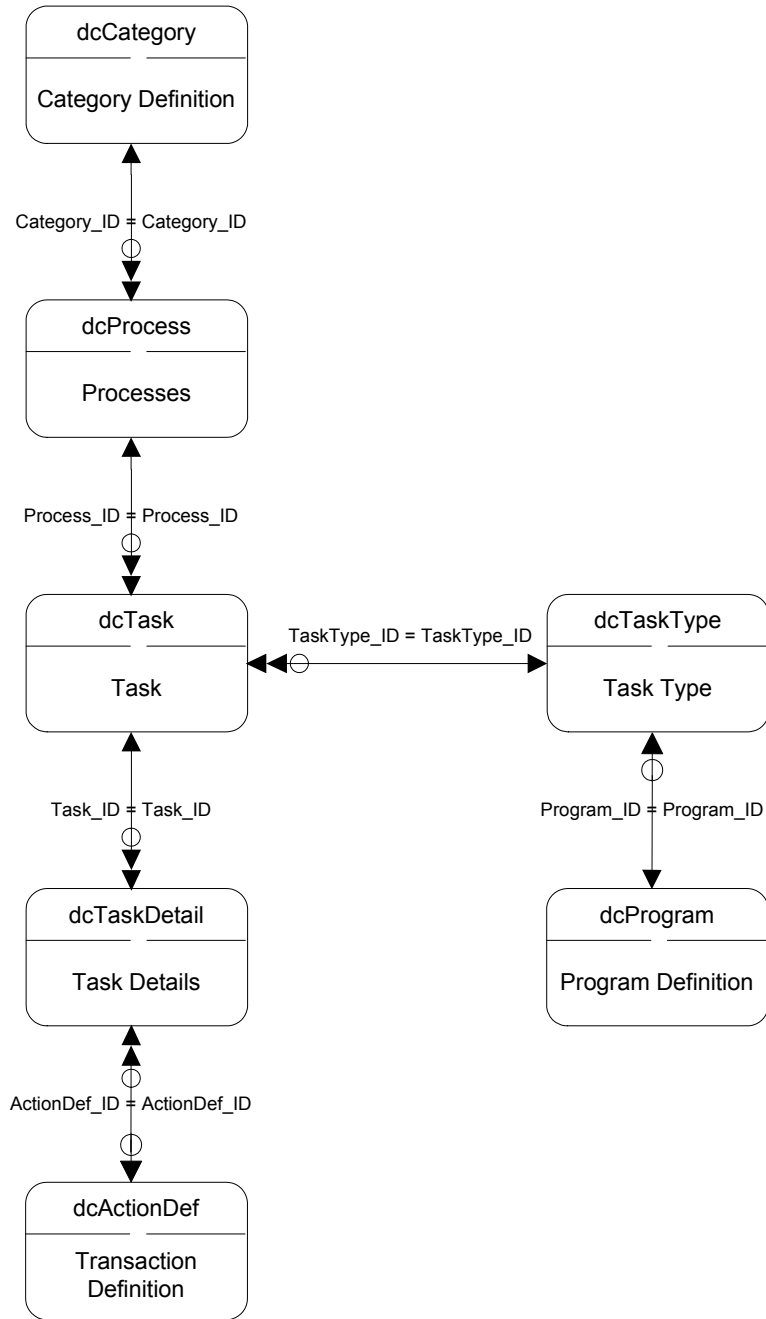 dcCategory
Category Definition
Category_ID = Category_ID
dcProcess
Processes
Process_ID = Process_ID
dcTask
Task
TaskType_ID = TaskType_ID
dcTaskType
Task Type
Task_ID = Task_ID
Program_ID = Program_ID
dcTaskDetail
Task Details
dcProgram
Program Definition
ActionDef_ID = ActionDef_ID
dcActionDef
Transaction
Definition